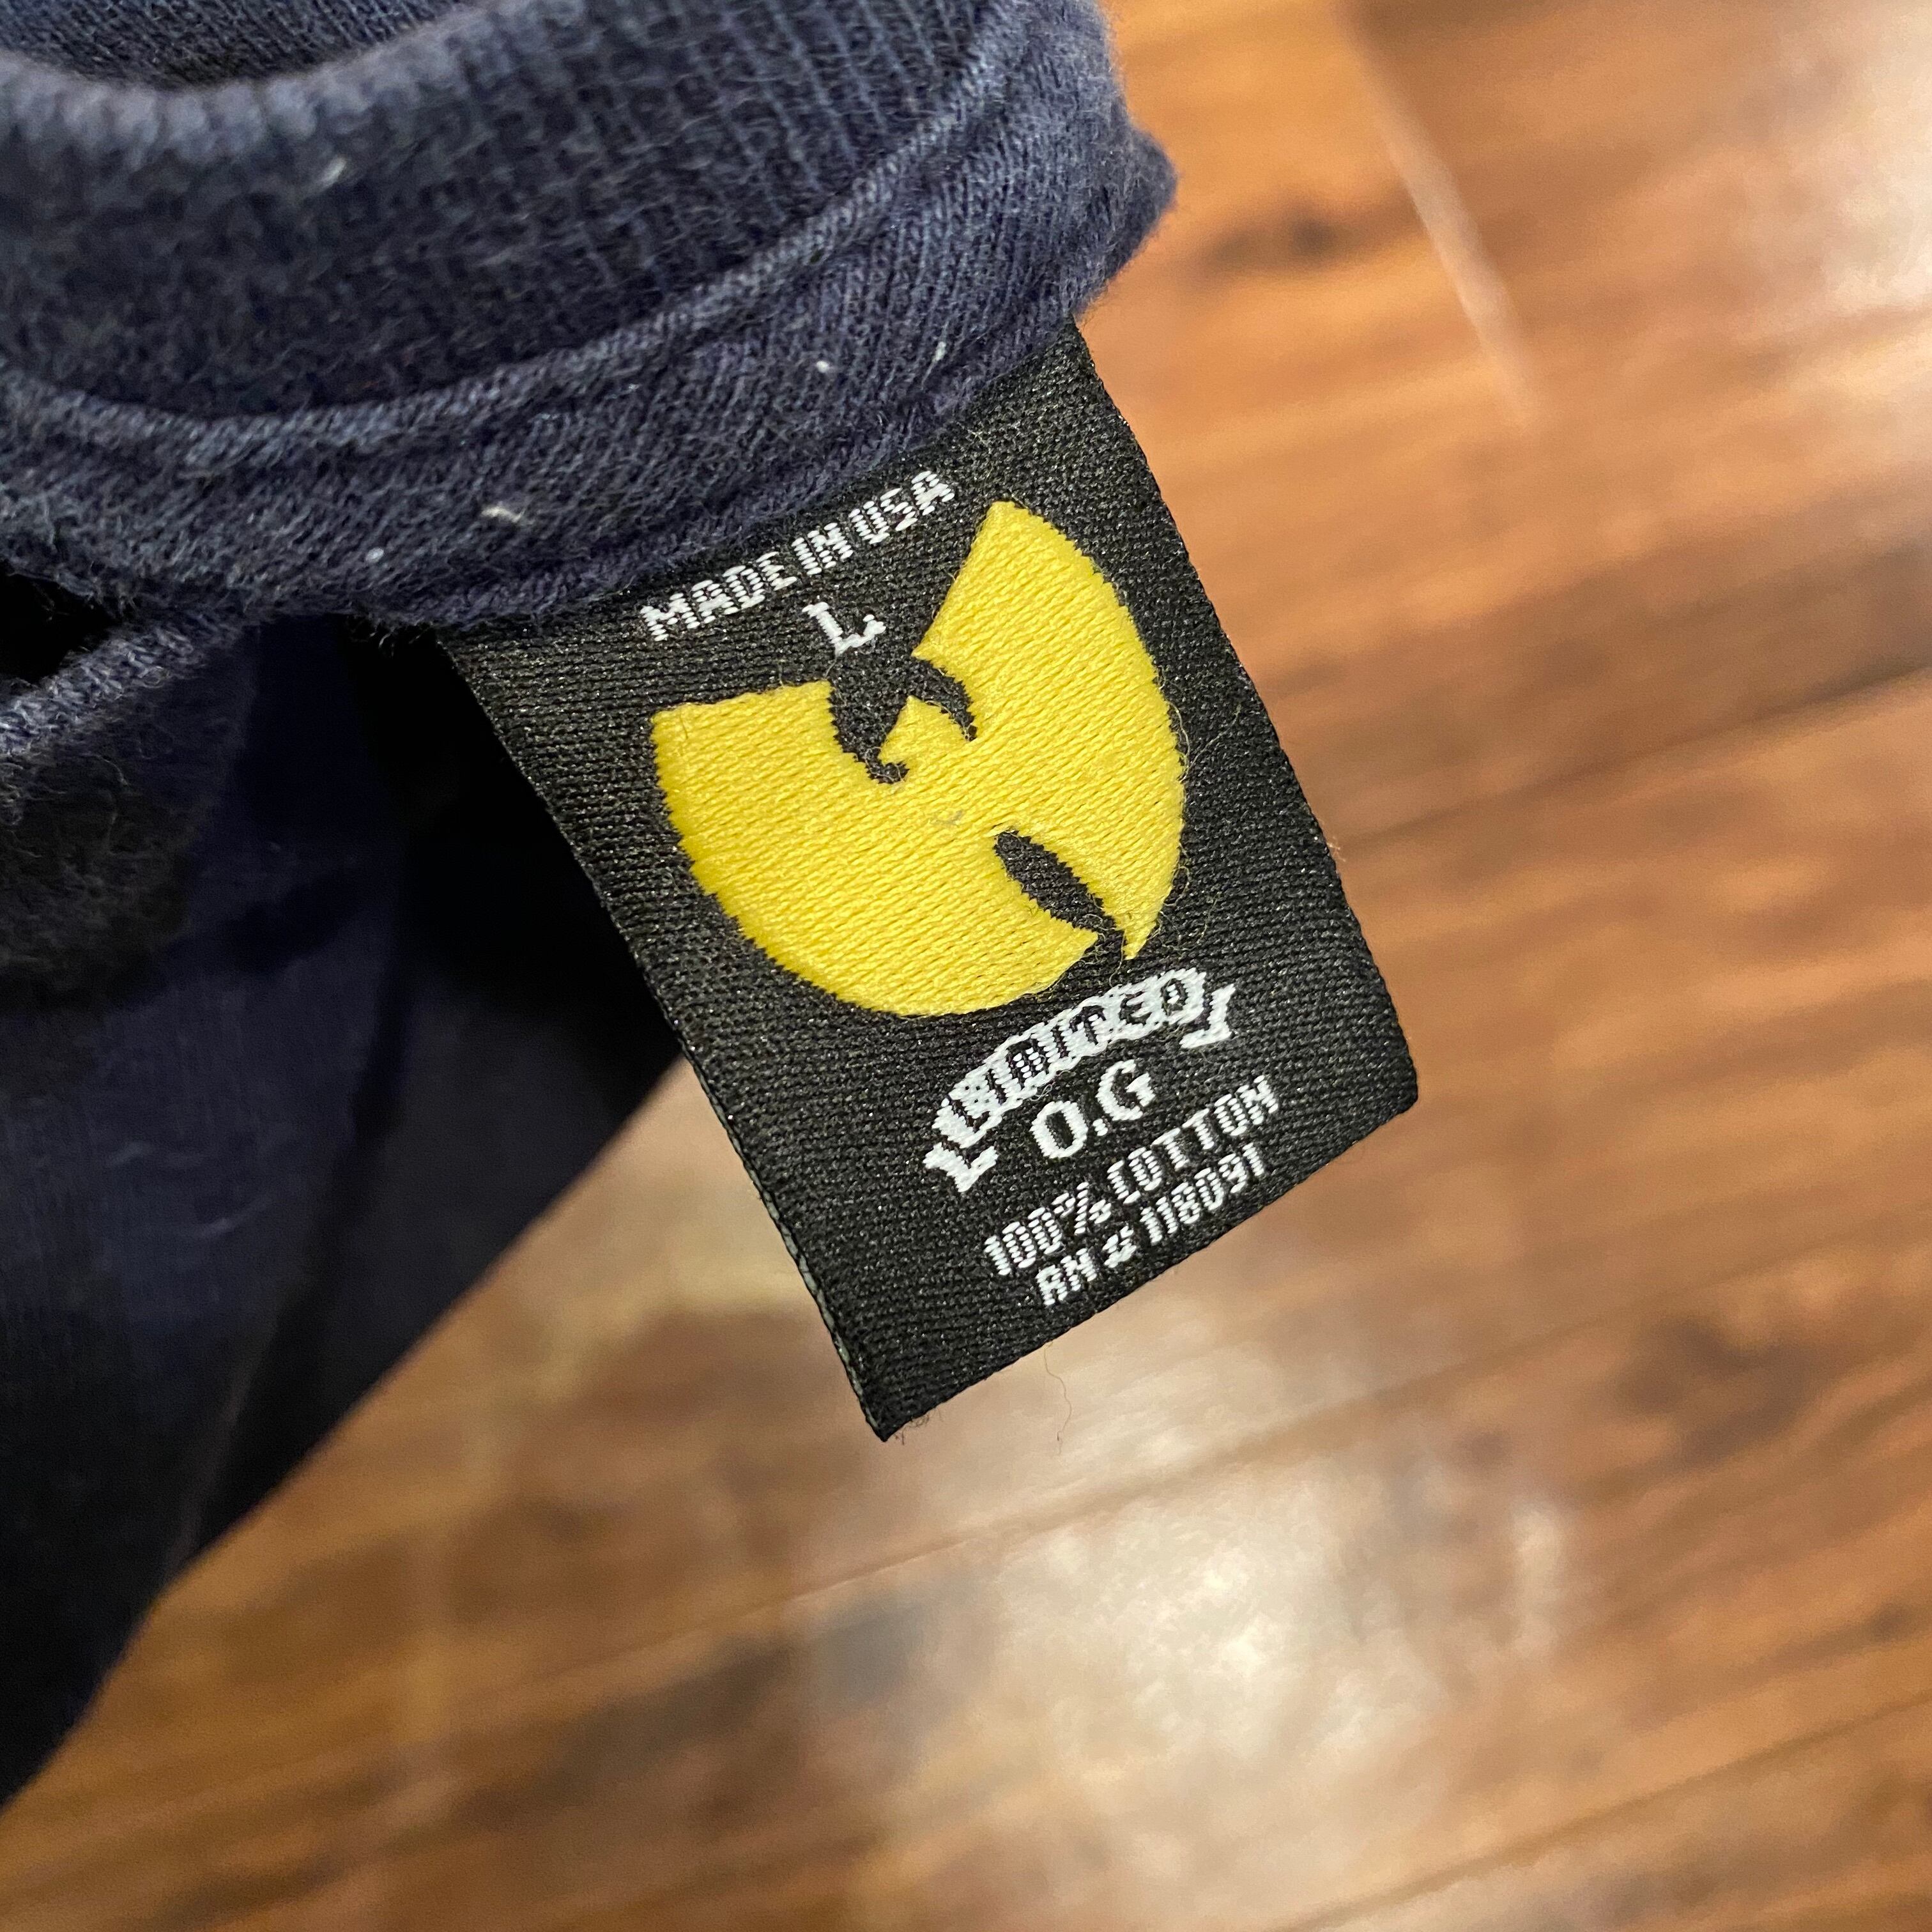 MADE IN USA
L
LIMITED
O.G
100% COTTON
RN # 118091